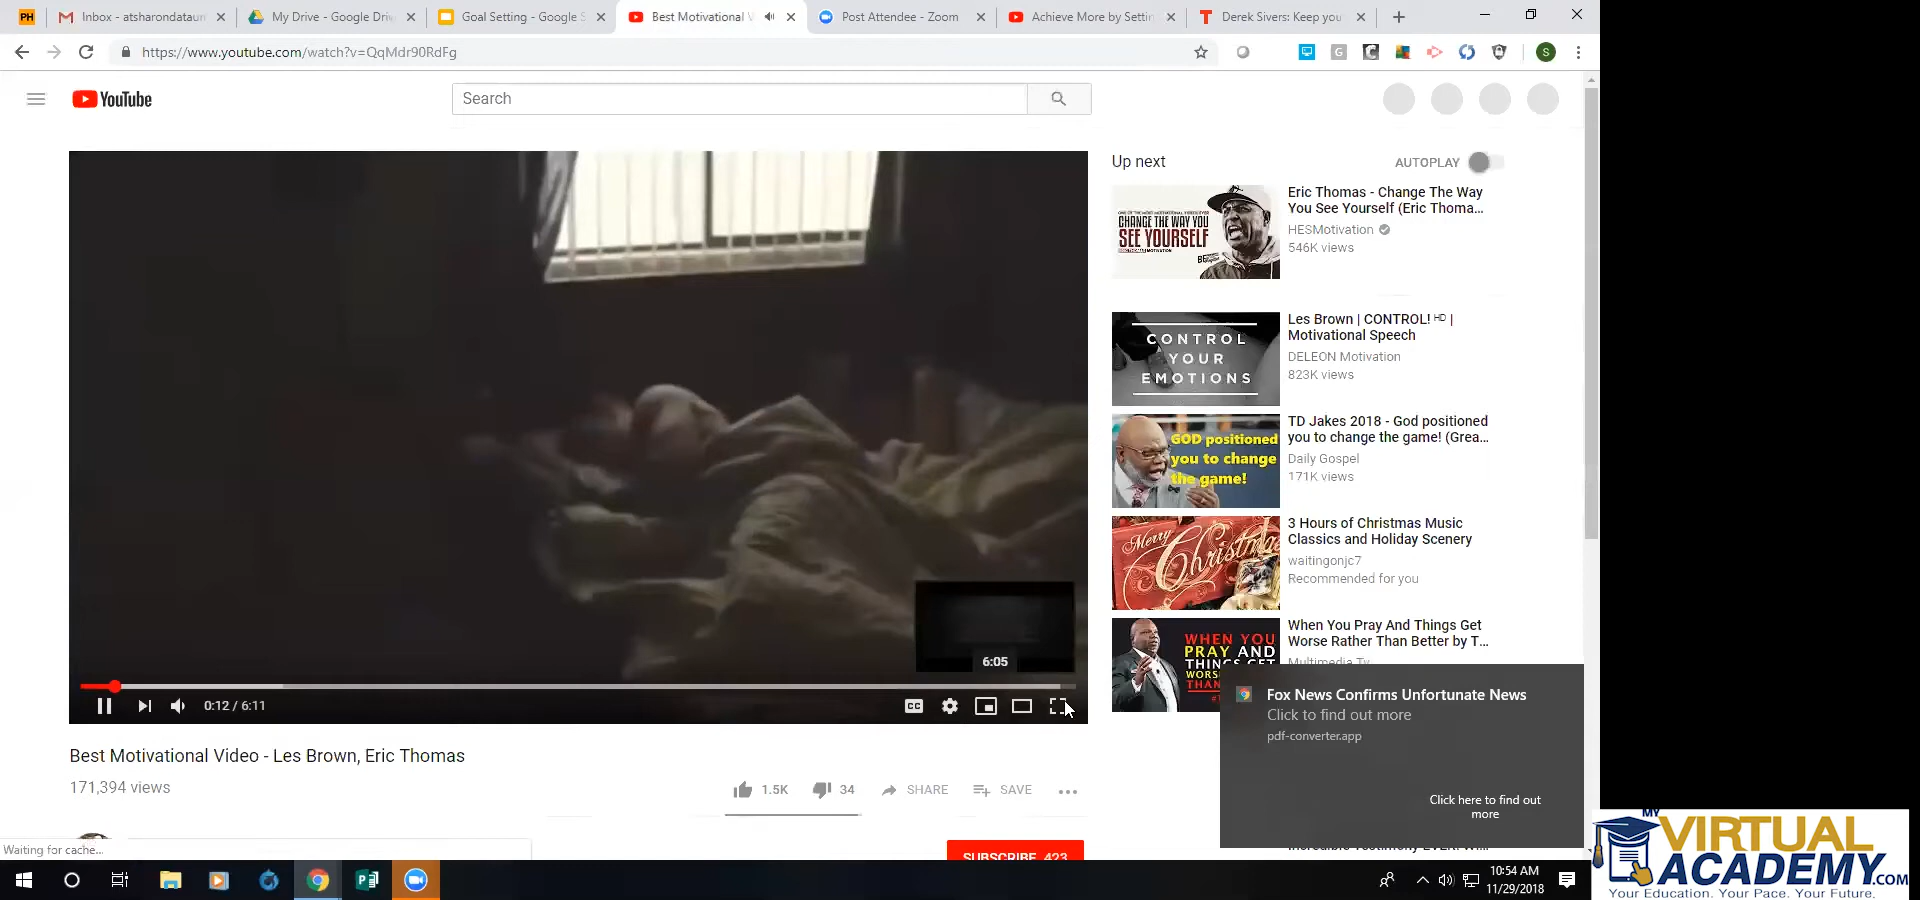 PH
Inbox - atsharondataun
My Drive - Google Driv
Goal Setting - Google S
Best Motivational V
Post Attendee - Zoom
Achieve More by Settin
Derek Sivers: Keep you
https://www.youtube.com/watch?v=QqMdr90RdFg
G
C
S
YouTube
Search
Up next
AUTOPLAY
CHANGE THE WAY YOU
SEE YOURSELF
Eric Thomas - Change The Way
You See Yourself (Eric Thoma...
HESMotivation
546K views
CONTROL
YOUR
EMOTIONS
Les Brown | CONTROL! HD |
Motivational Speech
DELEON Motivation
823K views
GOD positioned
you to change
the game!
TD Jakes 2018 - God positioned
you to change the game! (Grea...
Daily Gospel
171K views
Merry
Christmas
3 Hours of Christmas Music
Classics and Holiday Scenery
waitingonjc7
Recommended for you
WHEN YOU
PRAY AND
THINGS GET
When You Pray And Things Get
Worse Rather Than Better by T...
Multimedia Tv
6:05
0:12 / 6:11
CC
Fox News Confirms Unfortunate News
Click to find out more
pdf-converter.app
Click here to find out
more
Best Motivational Video - Les Brown, Eric Thomas
171,394 views
1.5K
34
SHARE
SAVE
SUBSCRIBE 423
Waiting for cache...
10:54 AM
11/29/2018
MY
VIRTUAL
ACADEMY.COM
Your Education. Your Pace. Your Future.